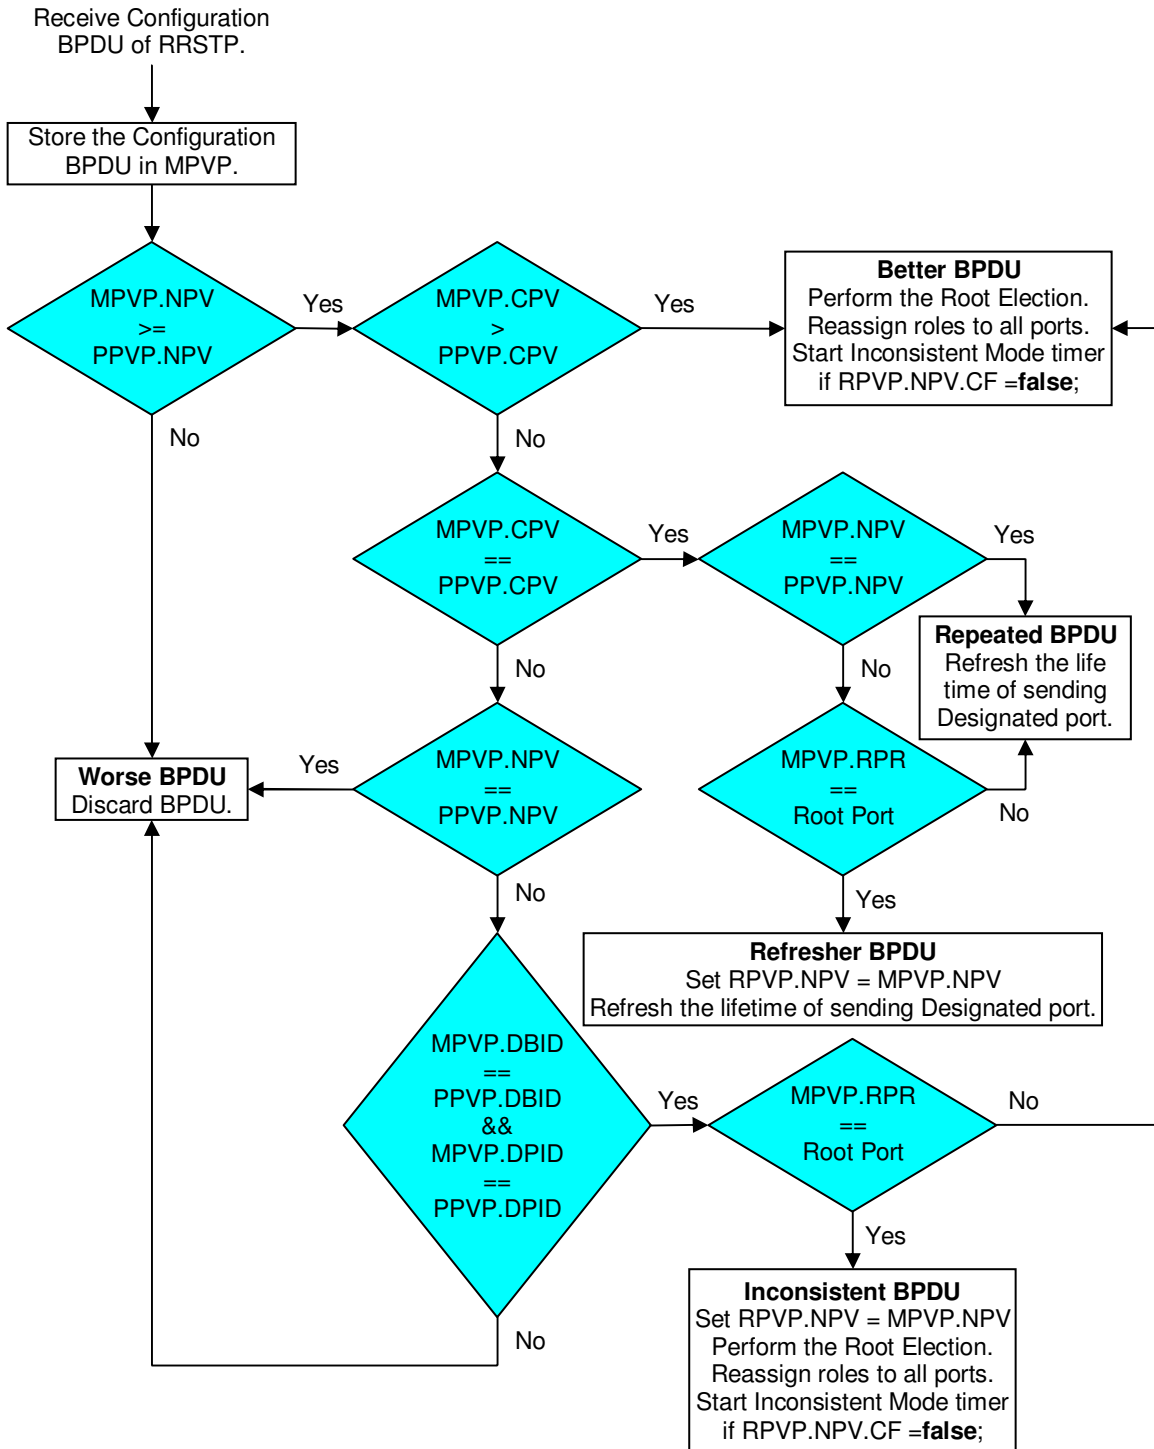 Receive Configuration
BPDU of RRSTP.
Store the Configuration
BPDU in MPVP.
MPVP.NPV
>=
PPVP.NPV
Yes
No
MPVP.CPV
>
PPVP.CPV
Yes
No
Better BPDU
Perform the Root Election.
Reassign roles to all ports.
Start Inconsistent Mode timer
if RPVP.NPV.CF =false;
MPVP.CPV
==
PPVP.CPV
Yes
No
MPVP.NPV
==
PPVP.NPV
Yes
No
Repeated BPDU
Refresh the life
time of sending
Designated port.
Worse BPDU
Discard BPDU.
Yes
MPVP.NPV
==
PPVP.NPV
No
MPVP.RPR
==
Root Port
No
Yes
Refresher BPDU
Set RPVP.NPV = MPVP.NPV
Refresh the lifetime of sending Designated port.
MPVP.DBID
==
PPVP.DBID
&&
MPVP.DPID
==
PPVP.DPID
Yes
No
MPVP.RPR
==
Root Port
No
Yes
Inconsistent BPDU
Set RPVP.NPV = MPVP.NPV
Perform the Root Election.
Reassign roles to all ports.
Start Inconsistent Mode timer
if RPVP.NPV.CF =false;